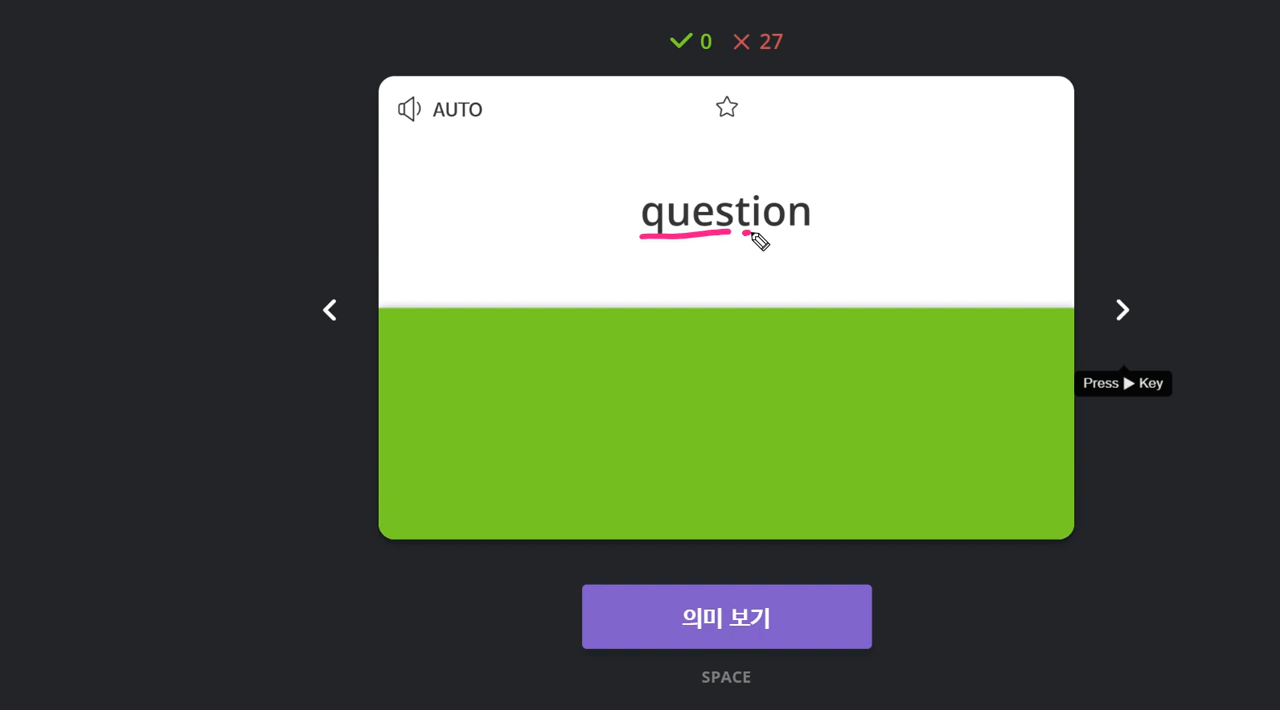 0 27
AUTO
question
Press ▶ Key
의미 보기
SPACE